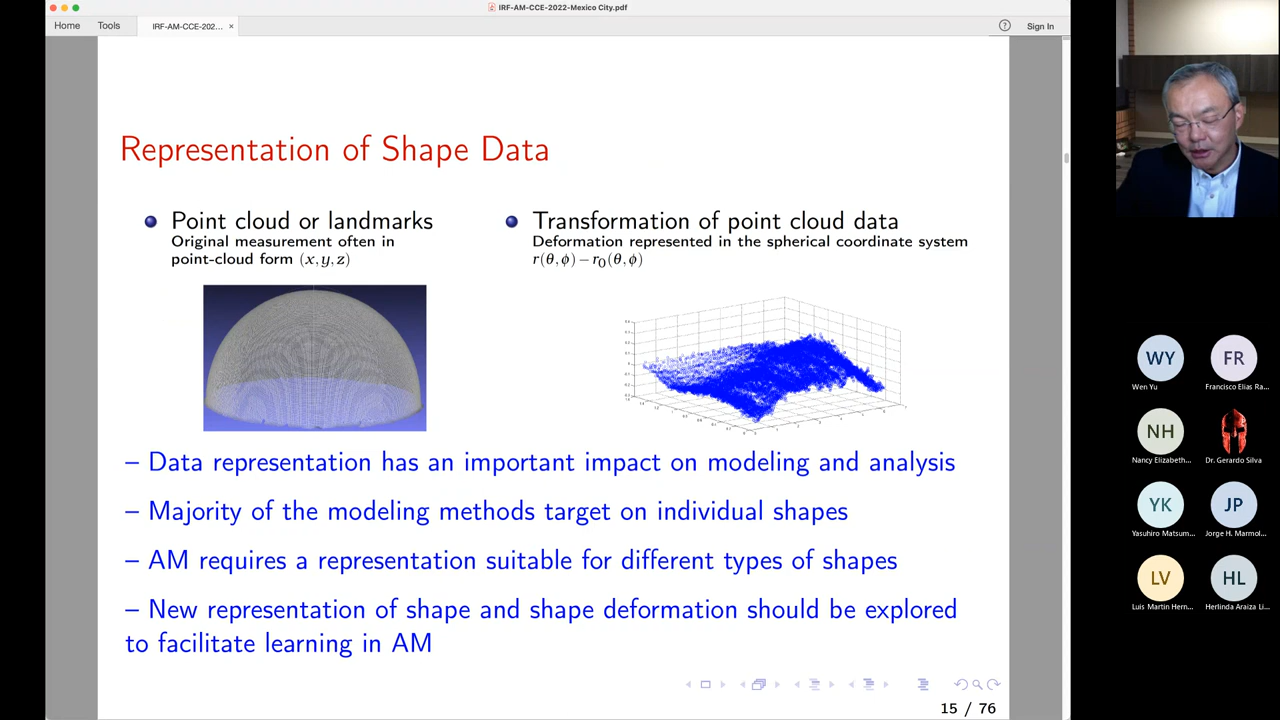 IRF-AM-CCE-2022-Mexico City.pdf
Home Tools IRF-AM-CCE-202... × ? Sign In
Representation of Shape Data
Point cloud or landmarks
Original measurement often in
point-cloud form (x,y,z)
Transformation of point cloud data
Deformation represented in the spherical coordinate system
r(θ,ϕ)−r₀(θ,ϕ)
– Data representation has an important impact on modeling and analysis
– Majority of the modeling methods target on individual shapes
– AM requires a representation suitable for different types of shapes
– New representation of shape and shape deformation should be explored
to facilitate learning in AM
15 / 76
WY FR
Wen Yu Francisco Elias Ra...
NH
Nancy Elizabeth... Dr. Gerardo Silva
YK JP
Yasuhiro Matsum... Jorge H. Marmol...
LV HL
Luis Martin Hern... Herlinda Araiza Li...